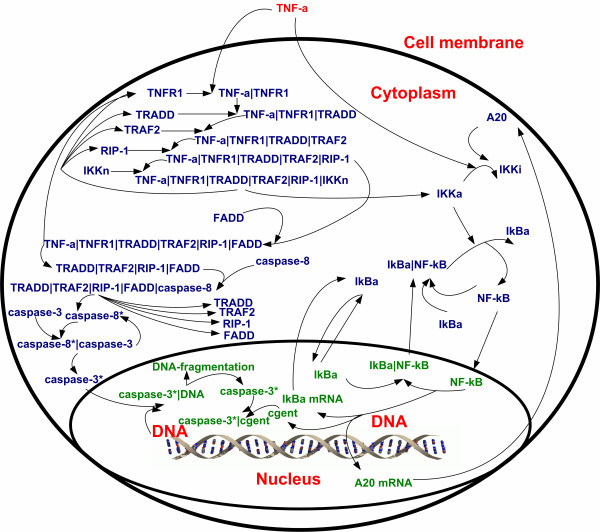 TNF-a
Cell membrane
Cytoplasm
TNFR1
TNF-a|TNFR1
TRADD
TNF-a|TNFR1|TRADD
A20
TRAF2
TNF-a|TNFR1|TRADD|TRAF2
RIP-1
TNF-a|TNFR1|TRADD|TRAF2|RIP-1
IKKn
IKKi
TNF-a|TNFR1|TRADD|TRAF2|RIP-1|IKKn
IKKa
FADD
IkBa
TNF-a|TNFR1|TRADD|TRAF2|RIP-1|FADD
TRADD|TRAF2|RIP-1|FADD
caspase-8
IkBa|NF-kB
TRADD|TRAF2|RIP-1|FADD|caspase-8
IkBa
NF-kB
TRADD
caspase-3
caspase-8*
TRAF2
RIP-1
IkBa
FADD
caspase-8*|caspase-3
DNA-fragmentation
IkBa
IkBa|NF-kB
caspase-3*
NF-kB
caspase-3*|DNA
caspase-3*
IkBa mRNA
cgent
caspase-3*|cgent
DNA
DNA
Nucleus
A20 mRNA